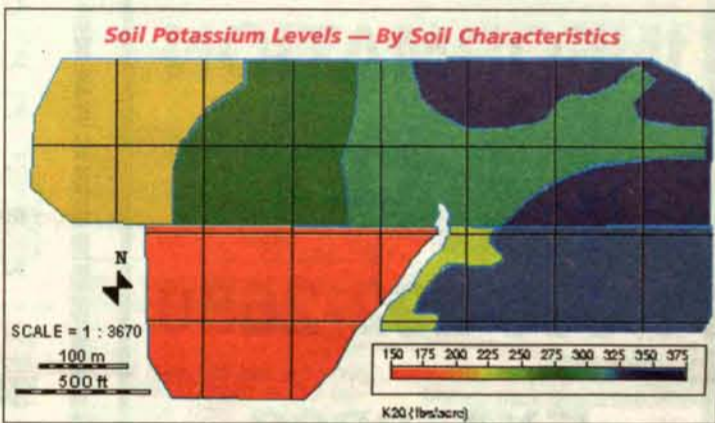 Soil Potassium Levels — By Soil Characteristics
N
SCALE = 1 : 3670
100 m
500 ft
150 175 200 225 250 275 300 325 350 375
K20 (lbs/acre)